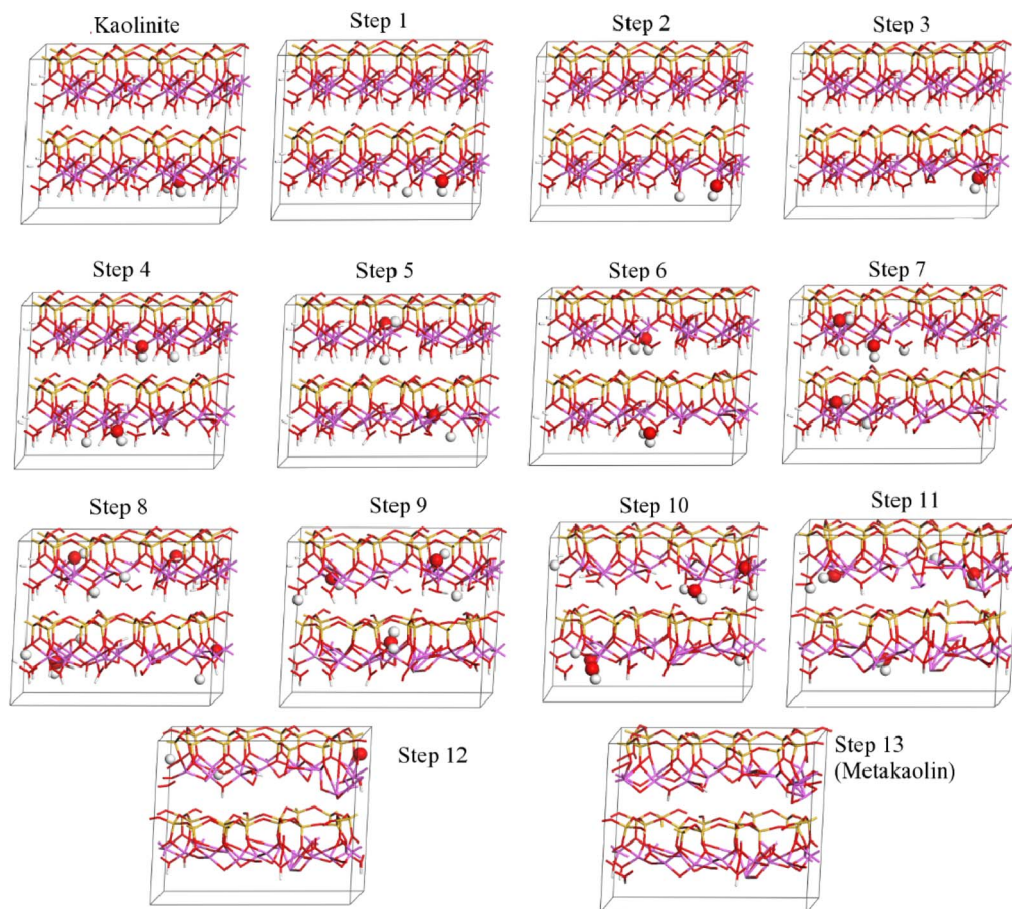 Kaolinite
Step 1
Step 2
Step 3
Step 4
Step 5
Step 6
Step 7
Step 8
Step 9
Step 10
Step 11
Step 12
Step 13
(Metakaolin)